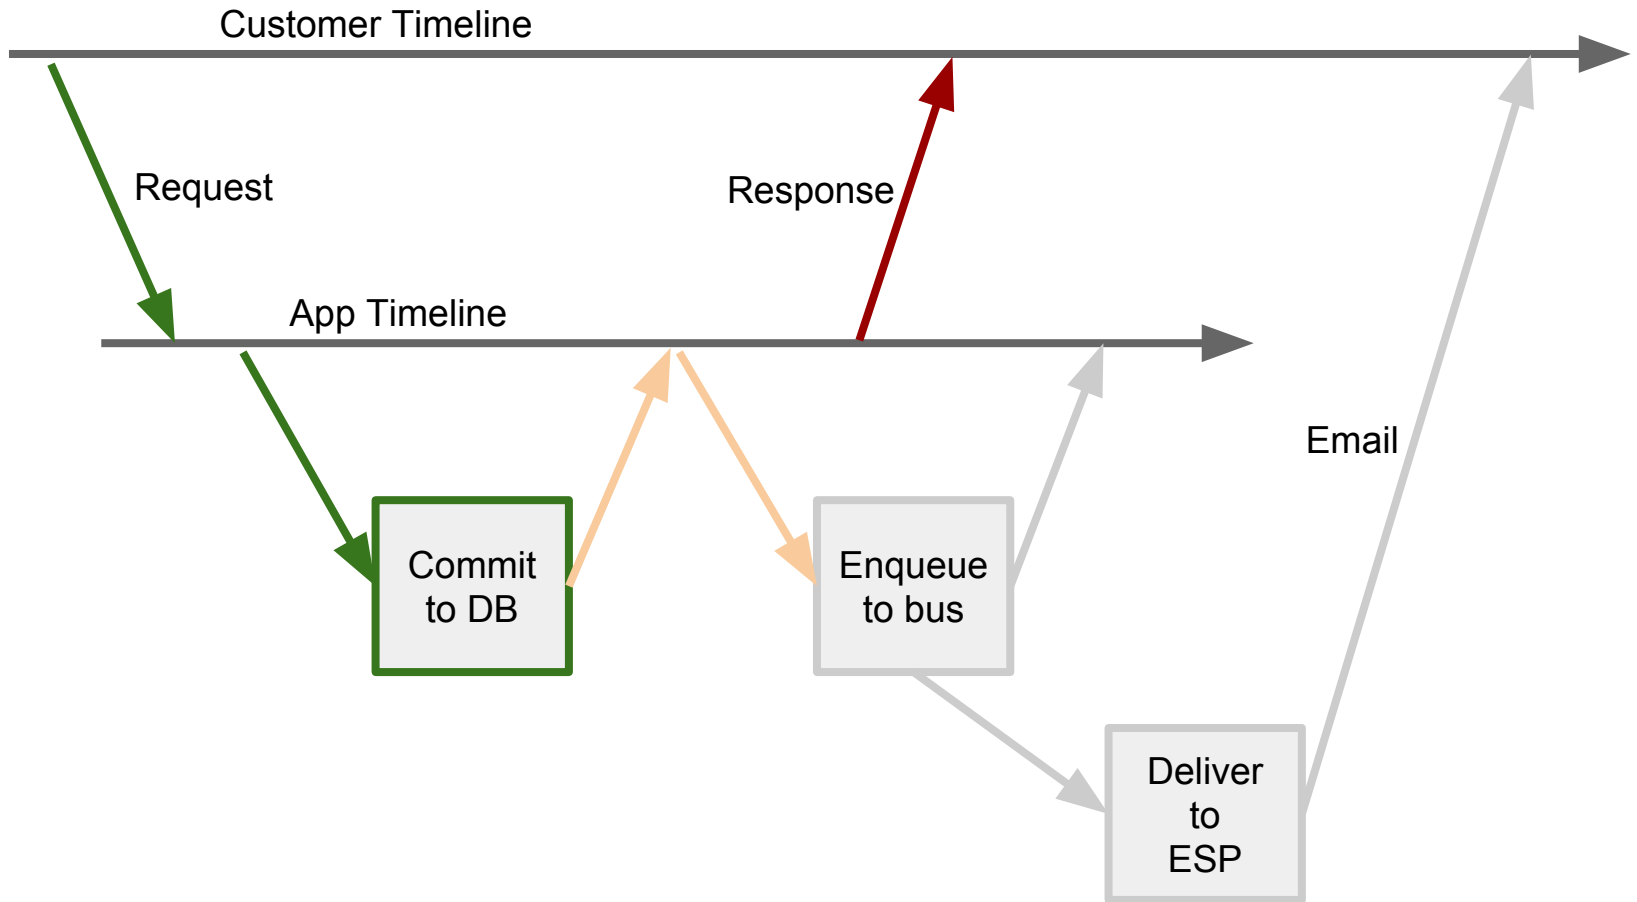 Customer Timeline
Request
Response
App Timeline
Email
Commit
to DB
Enqueue
to bus
Deliver
to
ESP